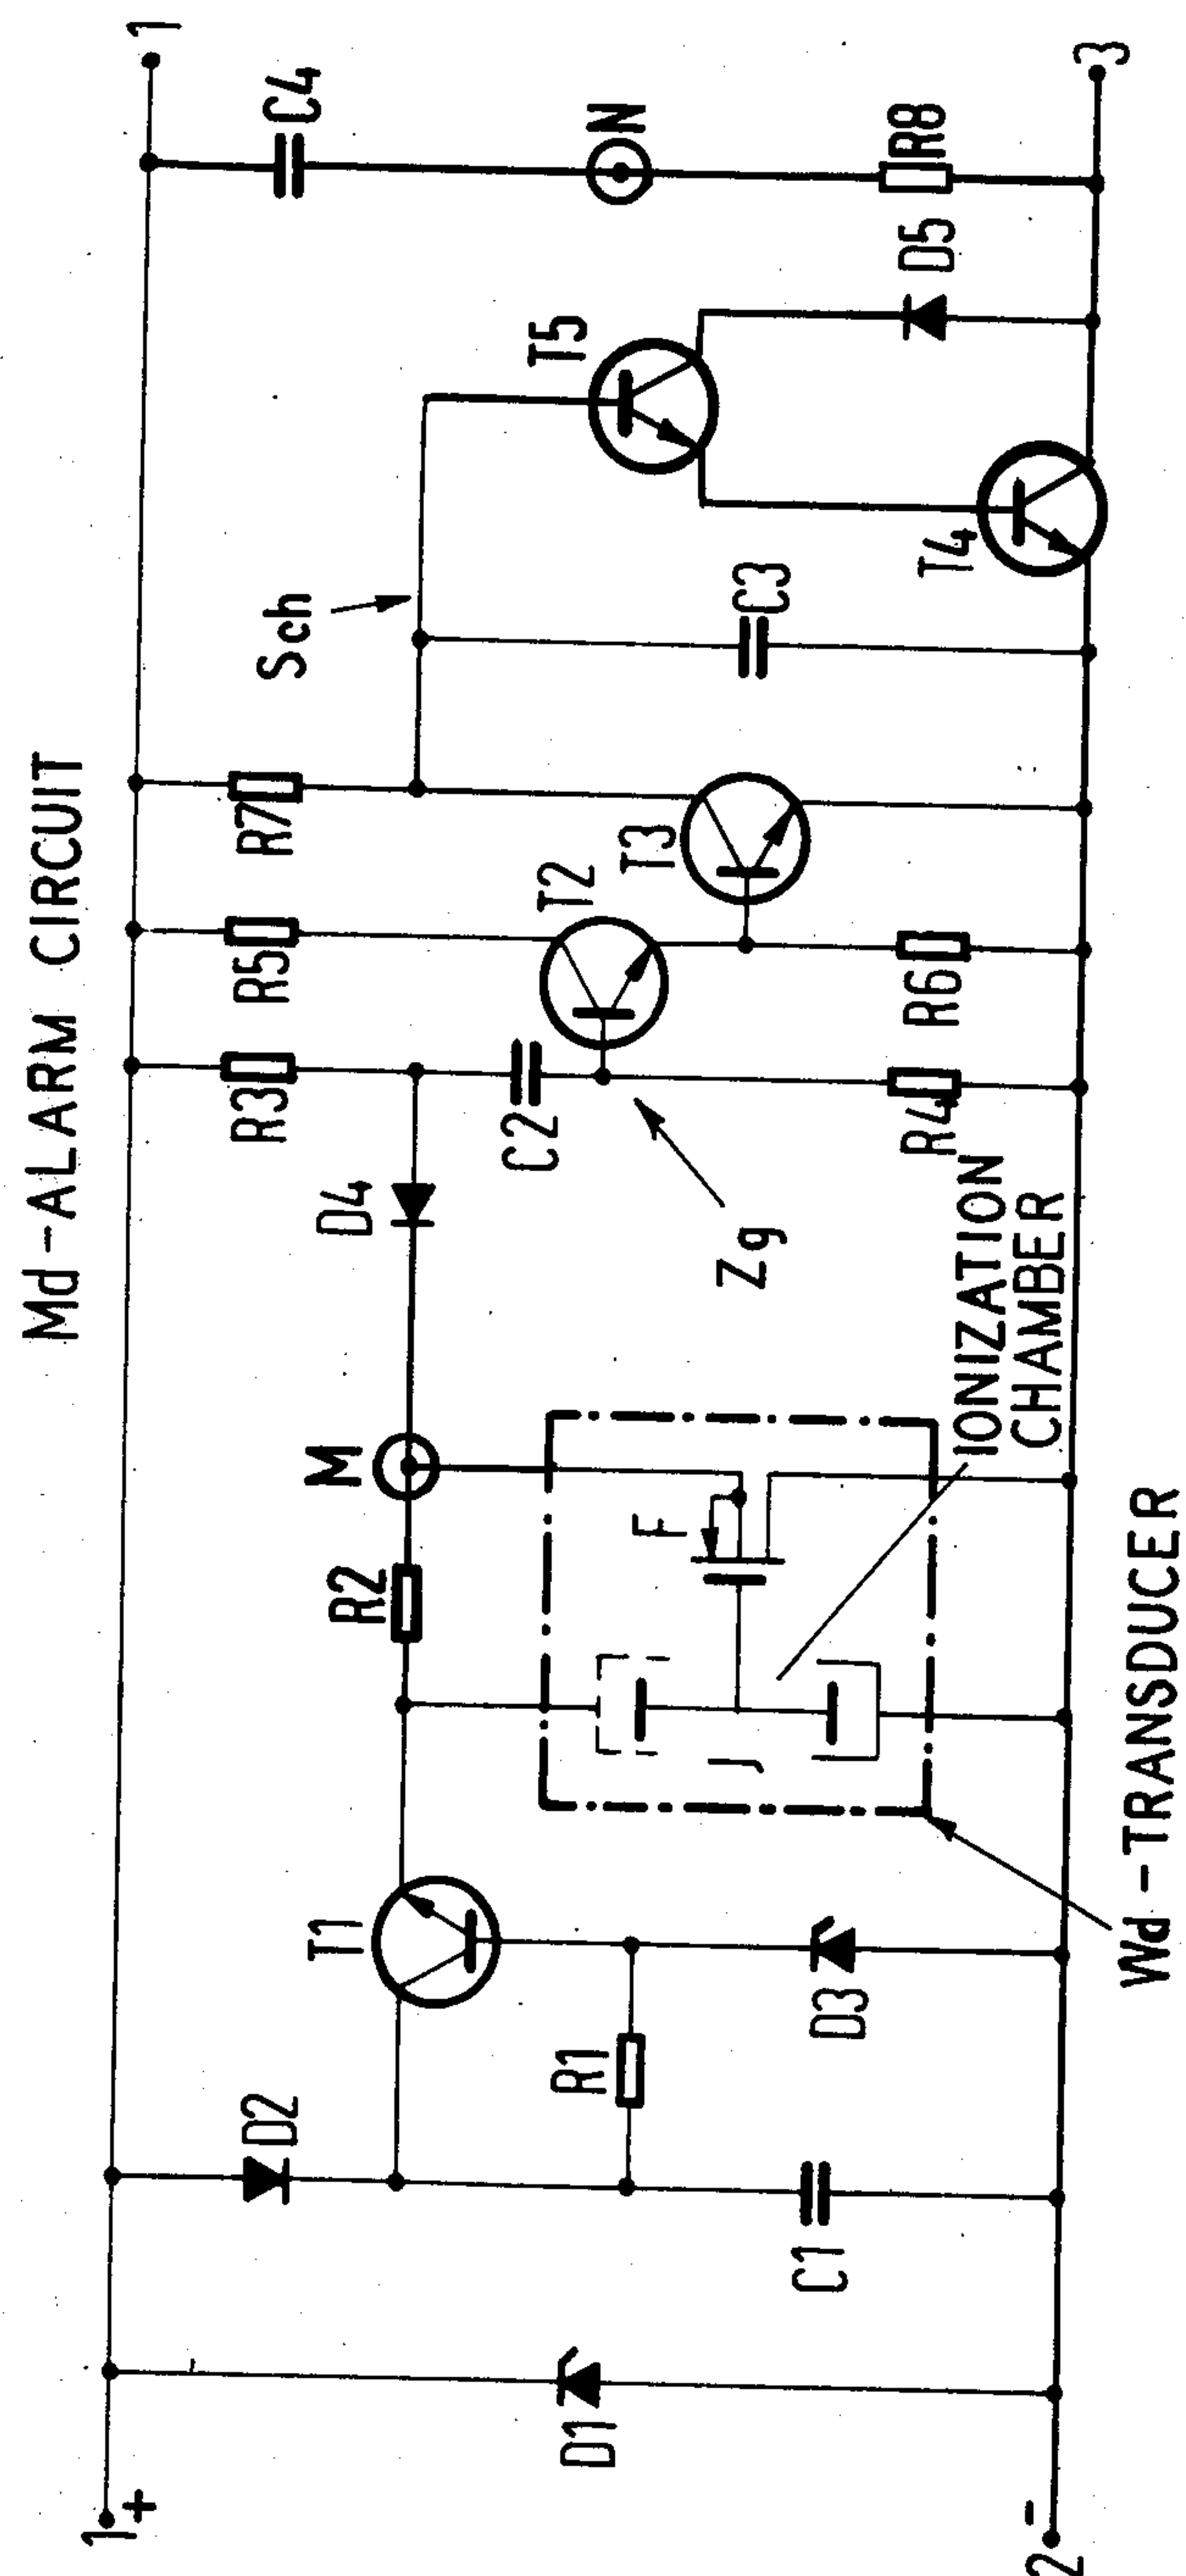 Md-ALARM CIRCUIT
1
+
D1
D2
C1
R1
T1
D3
J
F
R2
M
D4
R3
C2
R4
R5
T2
R6
R7
T3
Sch
C3
T5
T4
D5
C4
N
R8
1
3
Zg
IONIZATION
CHAMBER
Wd-TRANSDUCER
2
-